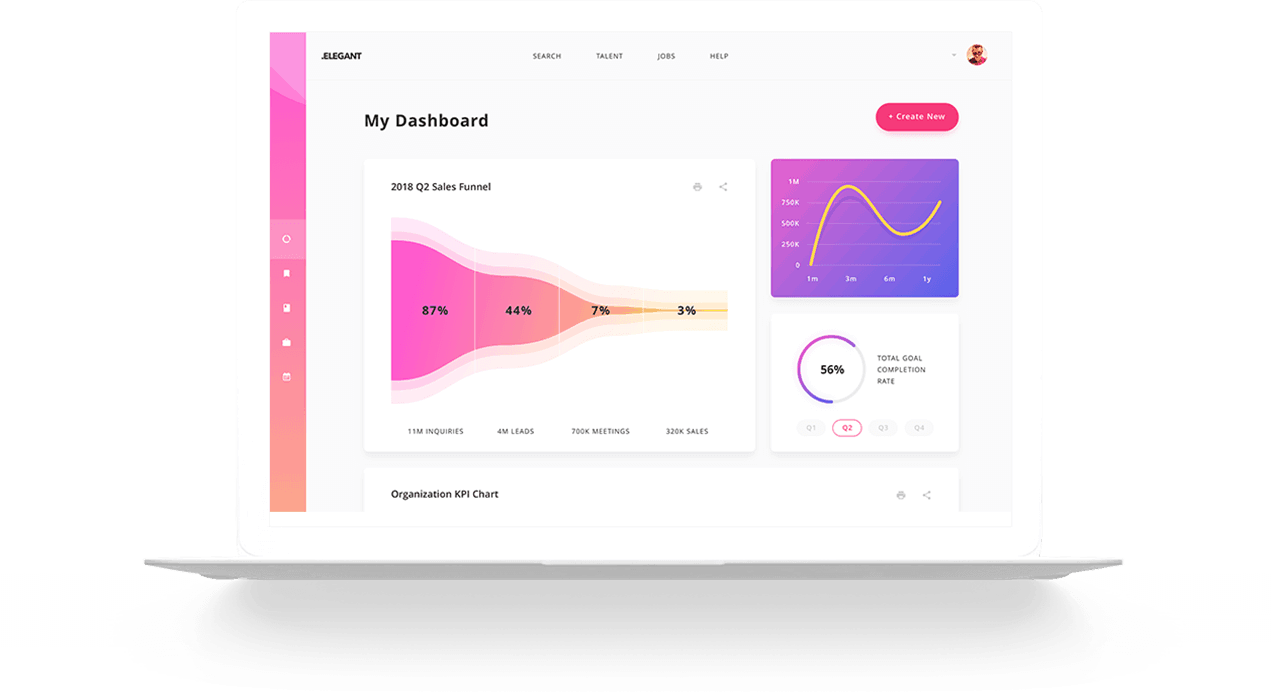 .ELEGANT
SEARCH TALENT JOBS HELP
My Dashboard
+ Create New
2018 Q2 Sales Funnel
87% 44% 7% 3%
11M INQUIRIES 4M LEADS 700K MEETINGS 320K SALES
1M
750K
500K
250K
0
1m 3m 6m 1y
56%
TOTAL GOAL
COMPLETION
RATE
Q1 Q2 Q3 Q4
Organization KPI Chart